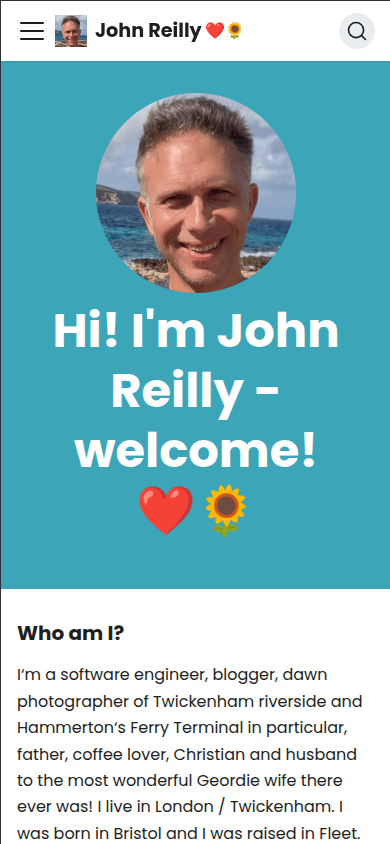 John Reilly ❤️🌻
Hi! I'm John
Reilly -
welcome!
❤️🌻
Who am I?
I’m a software engineer, blogger, dawn
photographer of Twickenham riverside and
Hammerton’s Ferry Terminal in particular,
father, coffee lover, Christian and husband
to the most wonderful Geordie wife there
ever was! I live in London / Twickenham. I
was born in Bristol and I was raised in Fleet.